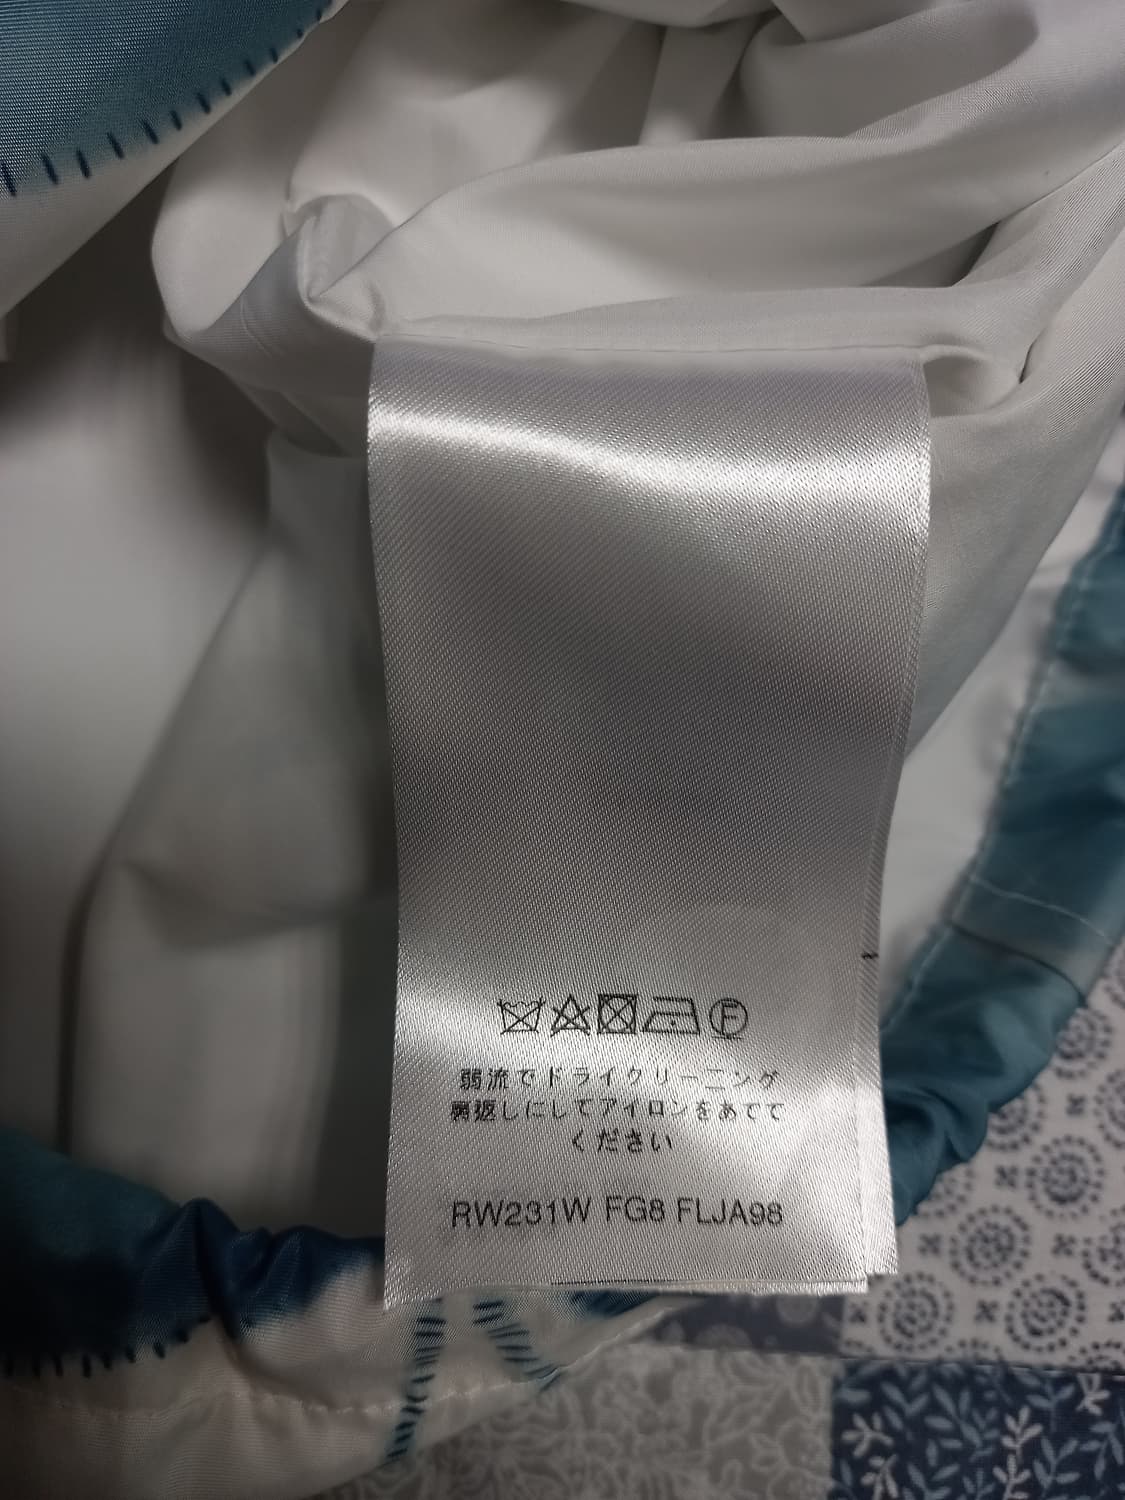 F
弱流でドライクリーニング
裏返しにしてアイロンをあてて
ください
RW231W FG8 FLJA98